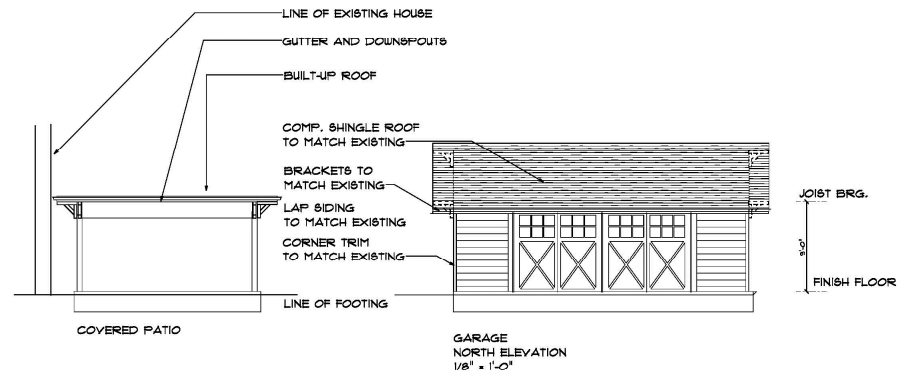 LINE OF EXISTING HOUSE
GUTTER AND DOWNSPOUTS
BUILT-UP ROOF
COMP. SHINGLE ROOF
TO MATCH EXISTING
BRACKETS TO
MATCH EXISTING
LAP SIDING
TO MATCH EXISTING
CORNER TRIM
TO MATCH EXISTING
LINE OF FOOTING
JOIST BRG.
FINISH FLOOR
COVERED PATIO
GARAGE
NORTH ELEVATION
1/8" = 1'-0"